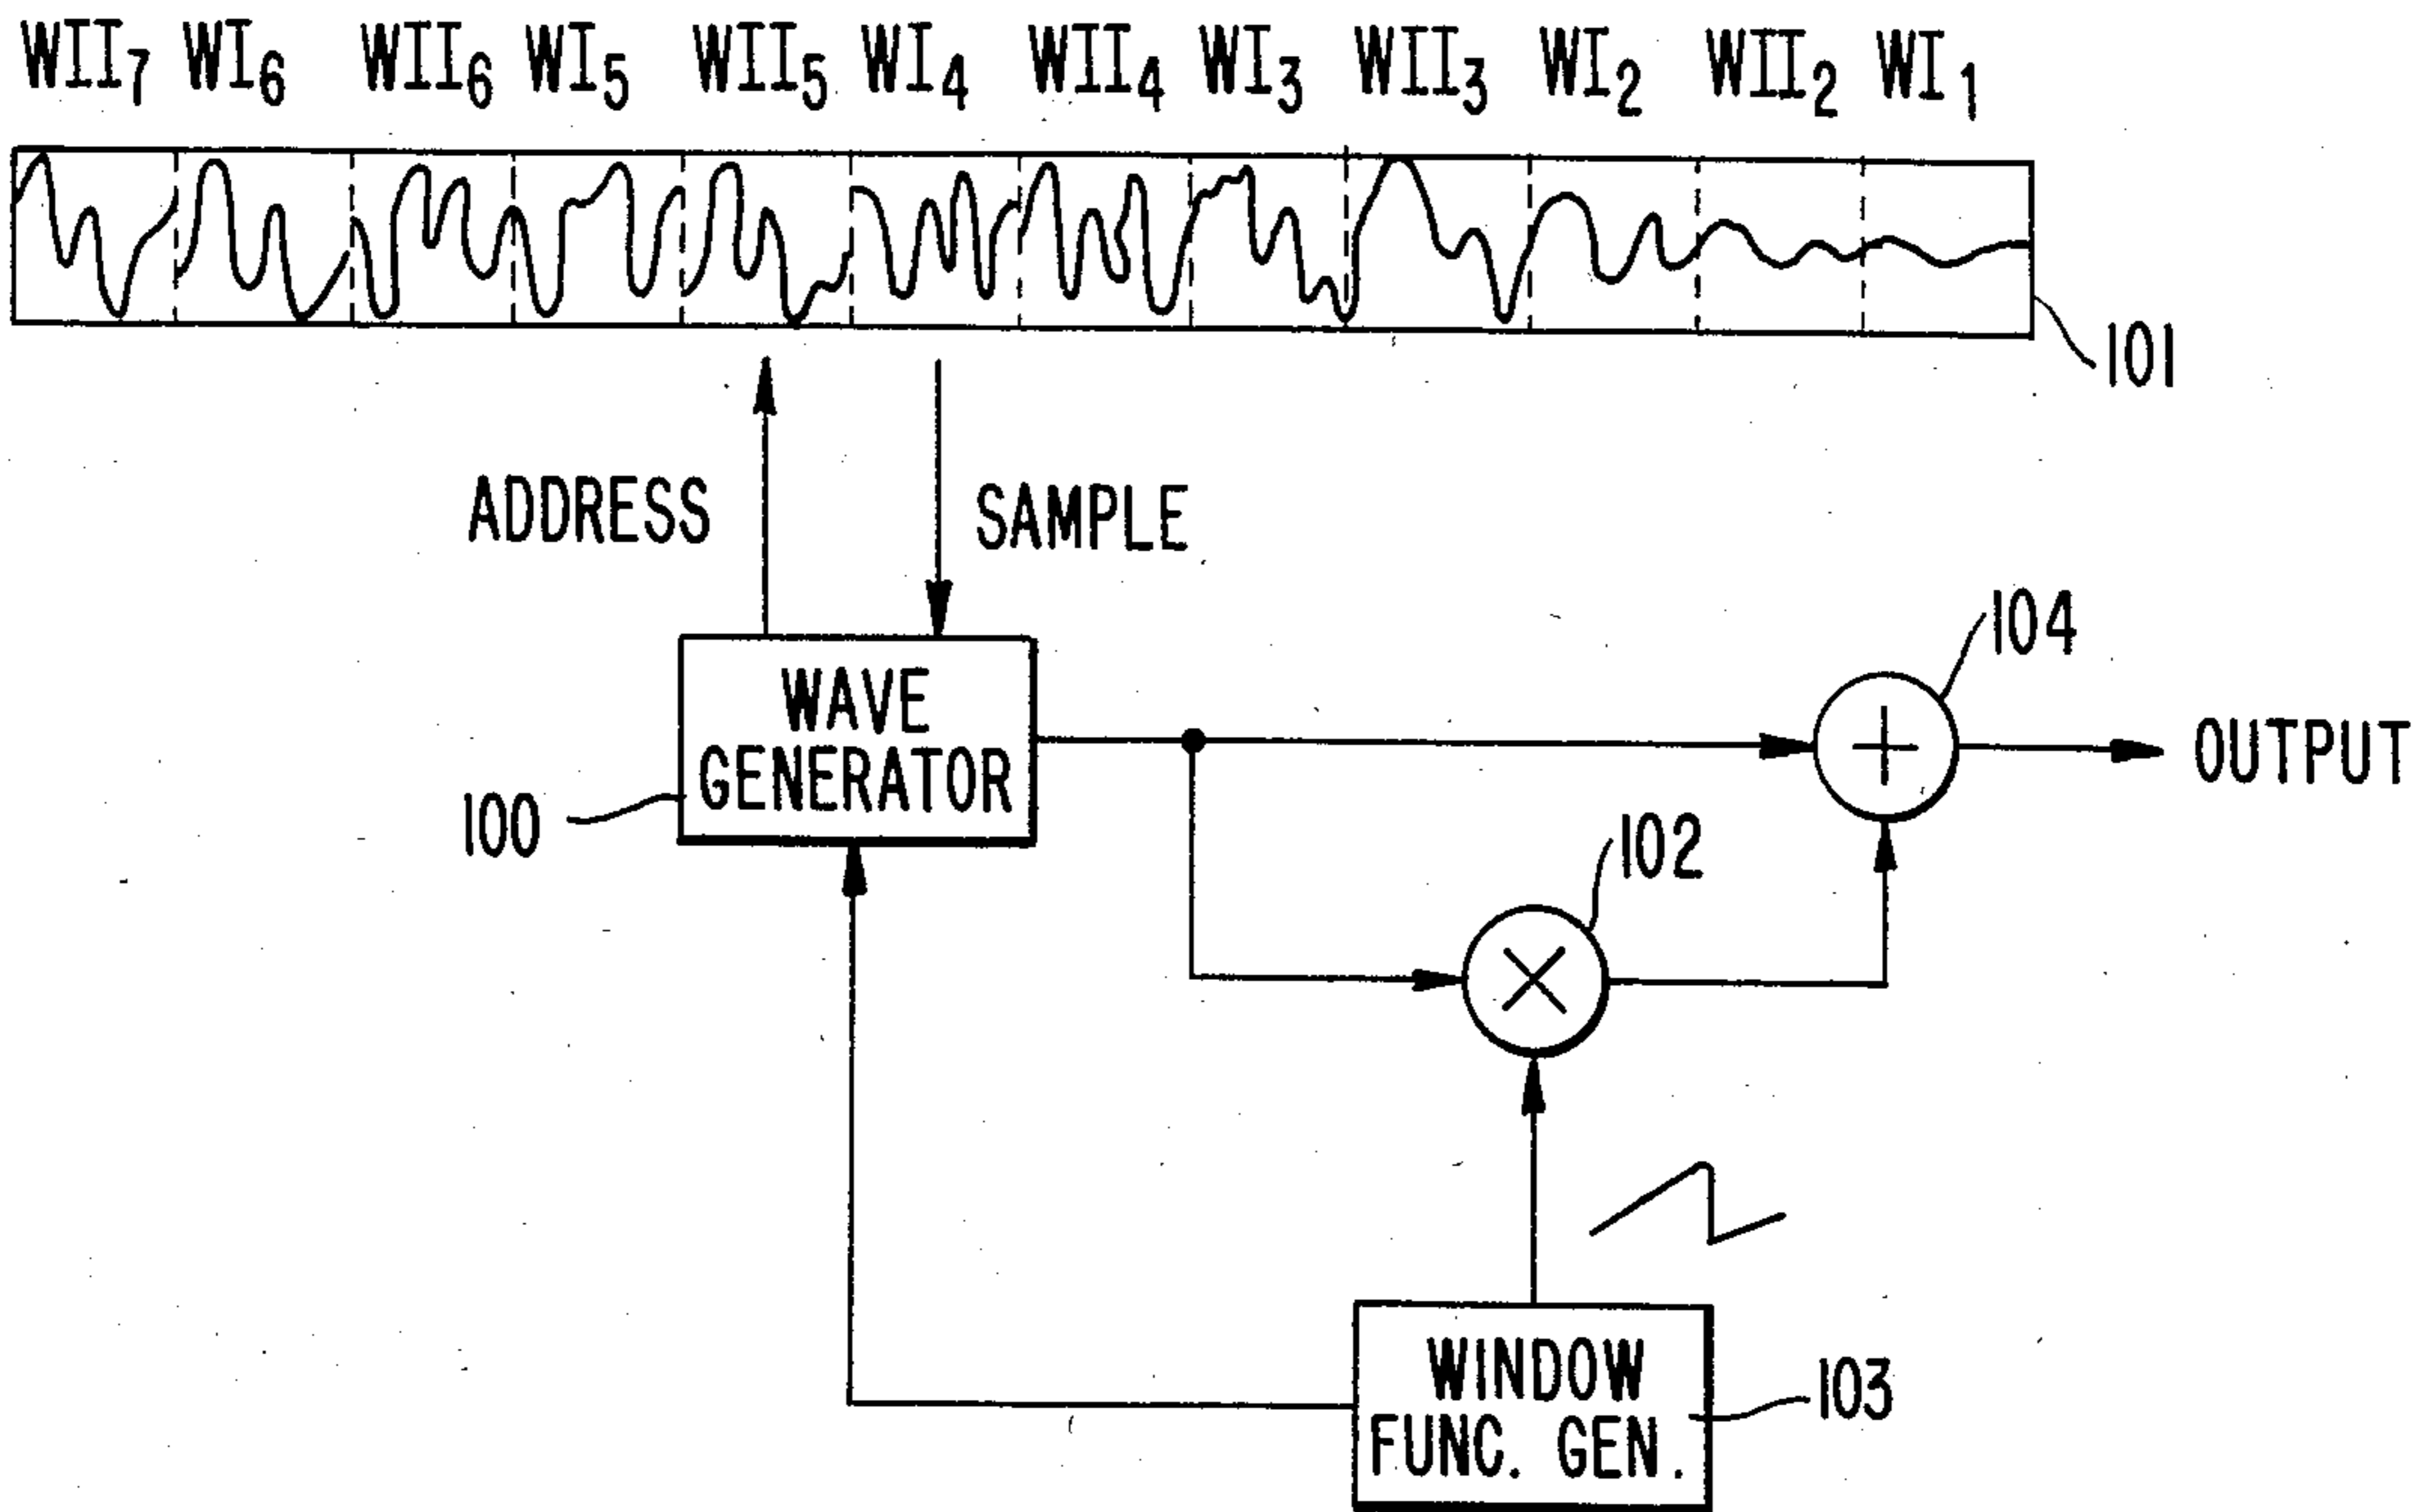 WII₇ WI₆ WII₆ WI₅ WII₅ WI₄ WII₄ WI₃ WII₃ WI₂ WII₂ WI₁
101
ADDRESS
SAMPLE
104
WAVE
GENERATOR
OUTPUT
100
102
WINDOW
FUNC. GEN.
103